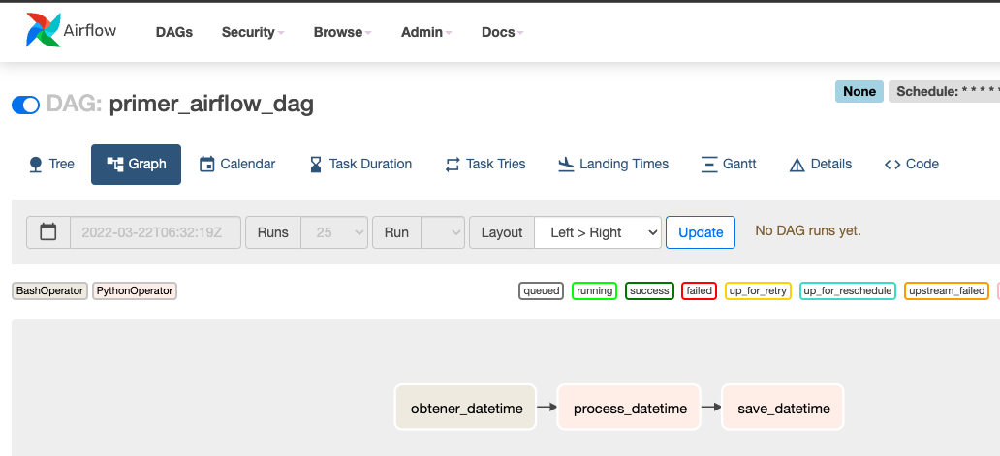 Airflow DAGs Security Browse Admin Docs
DAG: primer_airflow_dag None Schedule: * * * * *
Tree Graph Calendar Task Duration Task Tries Landing Times Gantt Details Code
2022-03-22T06:32:19Z Runs 25 Run Layout Left > Right Update No DAG runs yet.
BashOperator PythonOperator queued running success failed up_for_retry up_for_reschedule upstream_failed
obtener_datetime process_datetime save_datetime